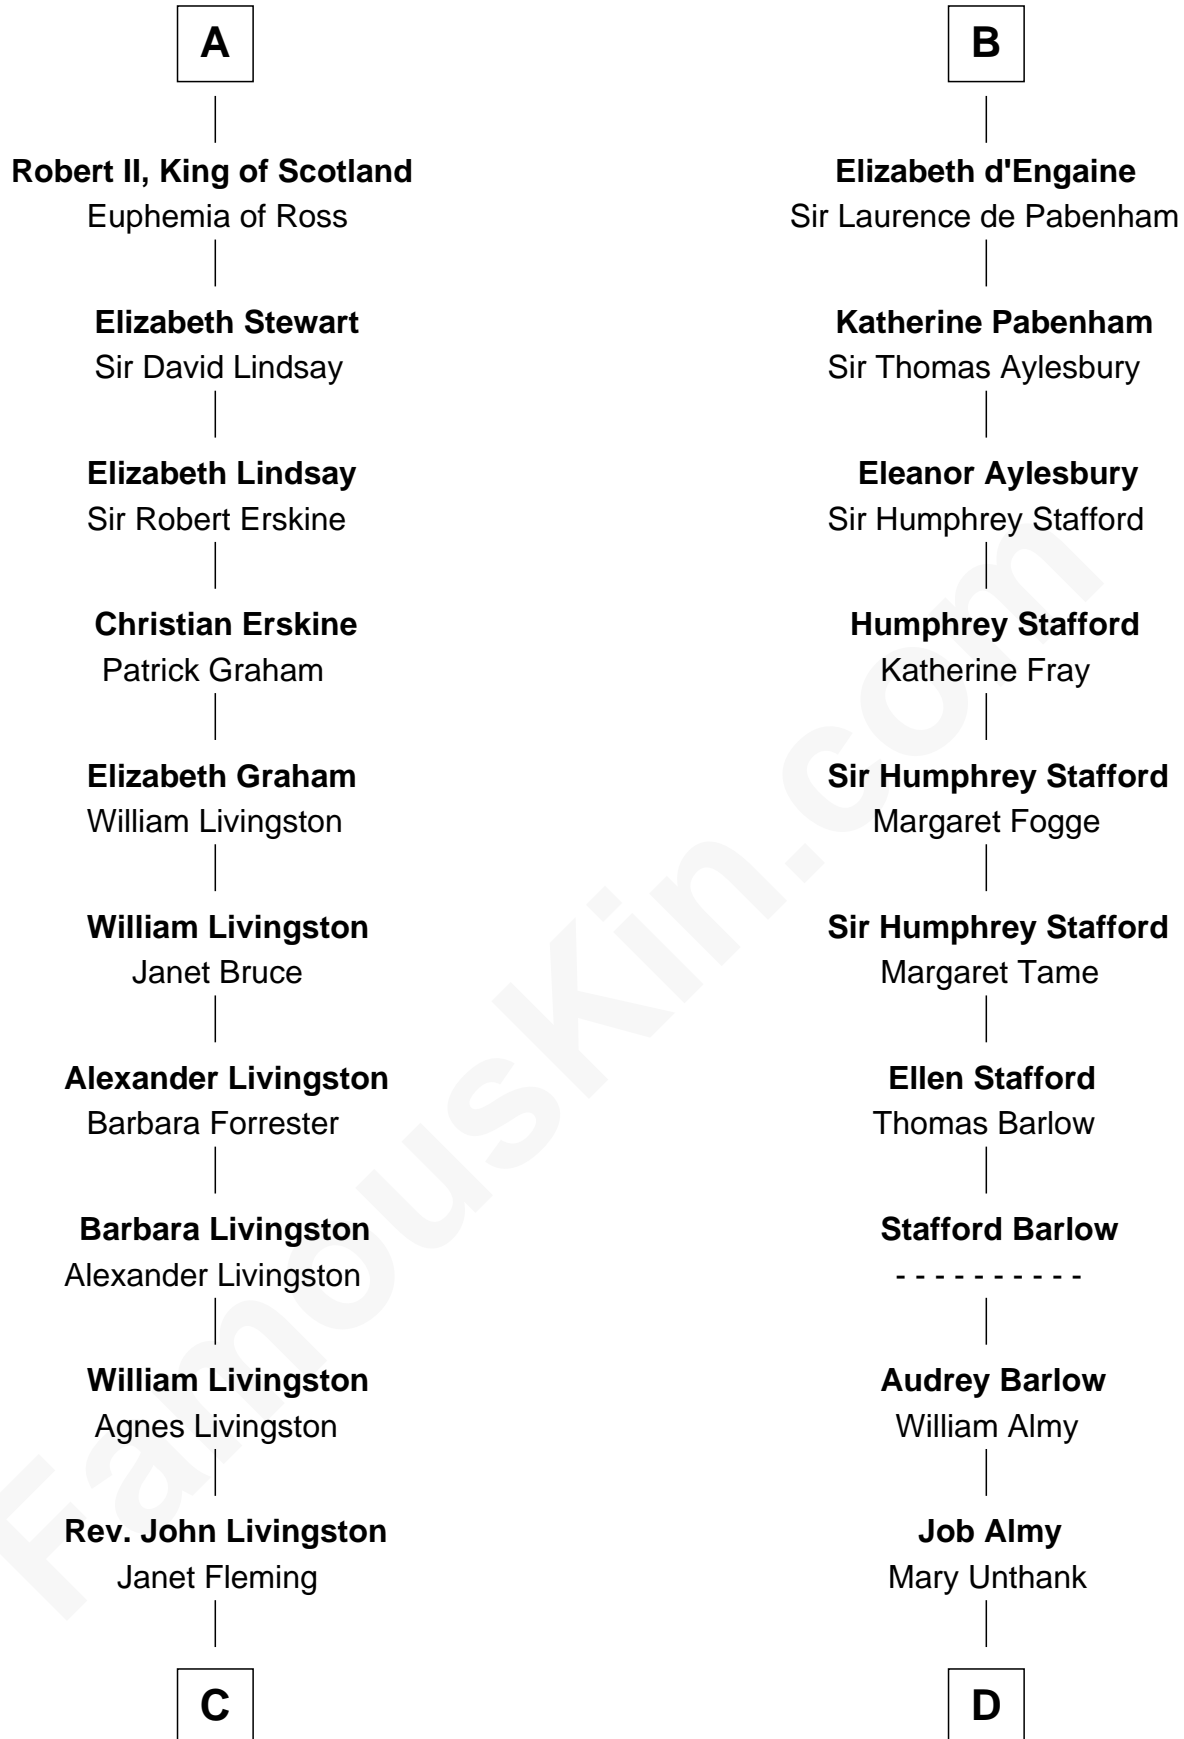 A
Robert II, King of Scotland
Euphemia of Ross
Elizabeth Stewart
Sir David Lindsay
Elizabeth Lindsay
Sir Robert Erskine
Christian Erskine
Patrick Graham
Elizabeth Graham
William Livingston
William Livingston
Janet Bruce
Alexander Livingston
Barbara Forrester
Barbara Livingston
Alexander Livingston
William Livingston
Agnes Livingston
Rev. John Livingston
Janet Fleming
C
B
Elizabeth d'Engaine
Sir Laurence de Pabenham
Katherine Pabenham
Sir Thomas Aylesbury
Eleanor Aylesbury
Sir Humphrey Stafford
Humphrey Stafford
Katherine Fray
Sir Humphrey Stafford
Margaret Fogge
Sir Humphrey Stafford
Margaret Tame
Ellen Stafford
Thomas Barlow
Stafford Barlow
- - - - - - - - - -
Audrey Barlow
William Almy
Job Almy
Mary Unthank
D
FamousKin.com